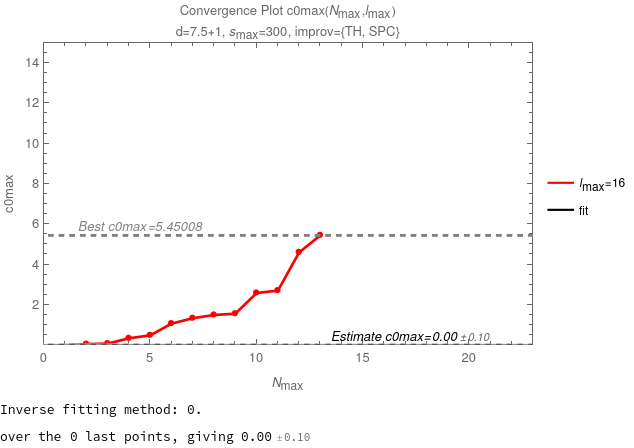 Convergence Plot c0max(Nmax,lmax)
d=7.5+1, smax=300, improv={TH, SPC}
14
12
10
8
6
4
2
c0max
Best c0max=5.45008
Estimate c0max=0.00 ±0.10
0
5
10
15
20
Nmax
lmax=16
fit
Inverse fitting method: 0.
over the 0 last points, giving 0.00 ±0.10